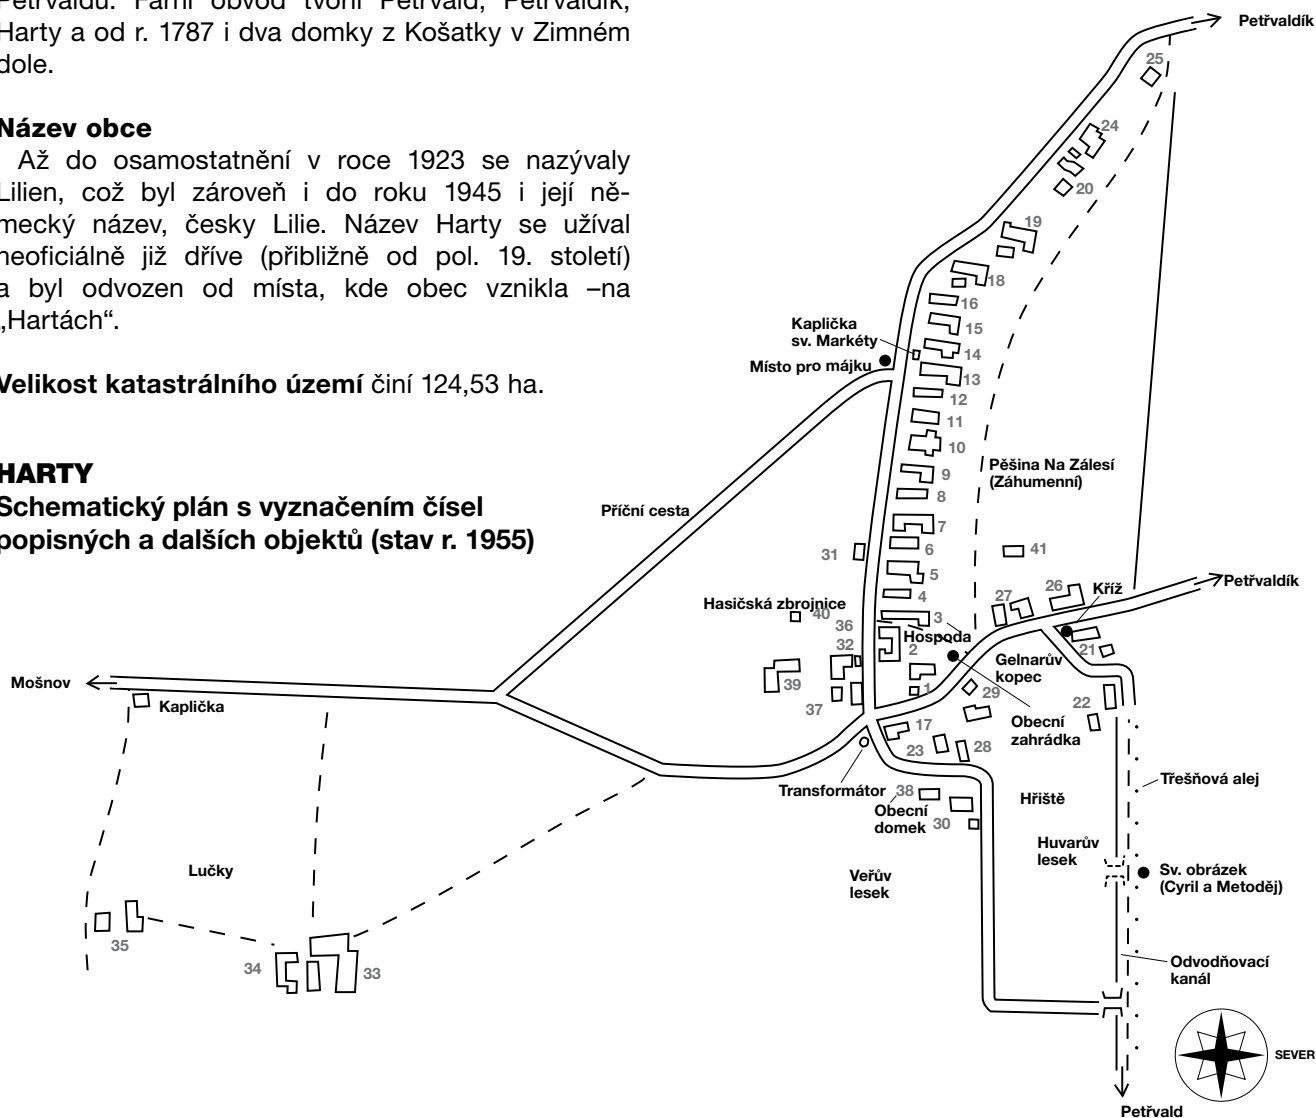 Petřvaldu. Farní obvod tvoří Petřvald, Petřvaldík,
Harty a od r. 1787 i dva domky z Košatky v Zimném
dole.
Název obce
Až do osamostatnění v roce 1923 se nazývaly
Lilien, což byl zároveň i do roku 1945 i její ně-
mecký název, česky Lilie. Název Harty se užíval
neoficiálně již dříve (přibližně od pol. 19. století)
a byl odvozen od místa, kde obec vznikla –na
„Hartách“.
Velikost katastrálního území činí 124,53 ha.
HARTY
Schematický plán s vyznačením čísel
popisných a dalších objektů (stav r. 1955)
Petřvaldík
25
24
20
19
18
16
Kaplička
sv. Markéty
15
14
Místo pro májku
13
12
11
10
Pěšina Na Zálesí
(Záhumenní)
9
8
Příční cesta
7
6
31
41
5
Petřvaldík
4
26
Kříž
27
Hasičská zbrojnice
40
36
3
Hospoda
32
2
21
Gelnarův
kopec
Mošnov
39
1
29
Kaplička
37
22
17
Obecní
zahrádka
23
28
Transformátor
38
Třešňová alej
Hřiště
Obecní
domek
30
Huvarův
lesek
Lučky
Veřův
lesek
Sv. obrázek
(Cyril a Metoděj)
35
34
33
Odvodňovací
kanál
SEVER
Petřvald